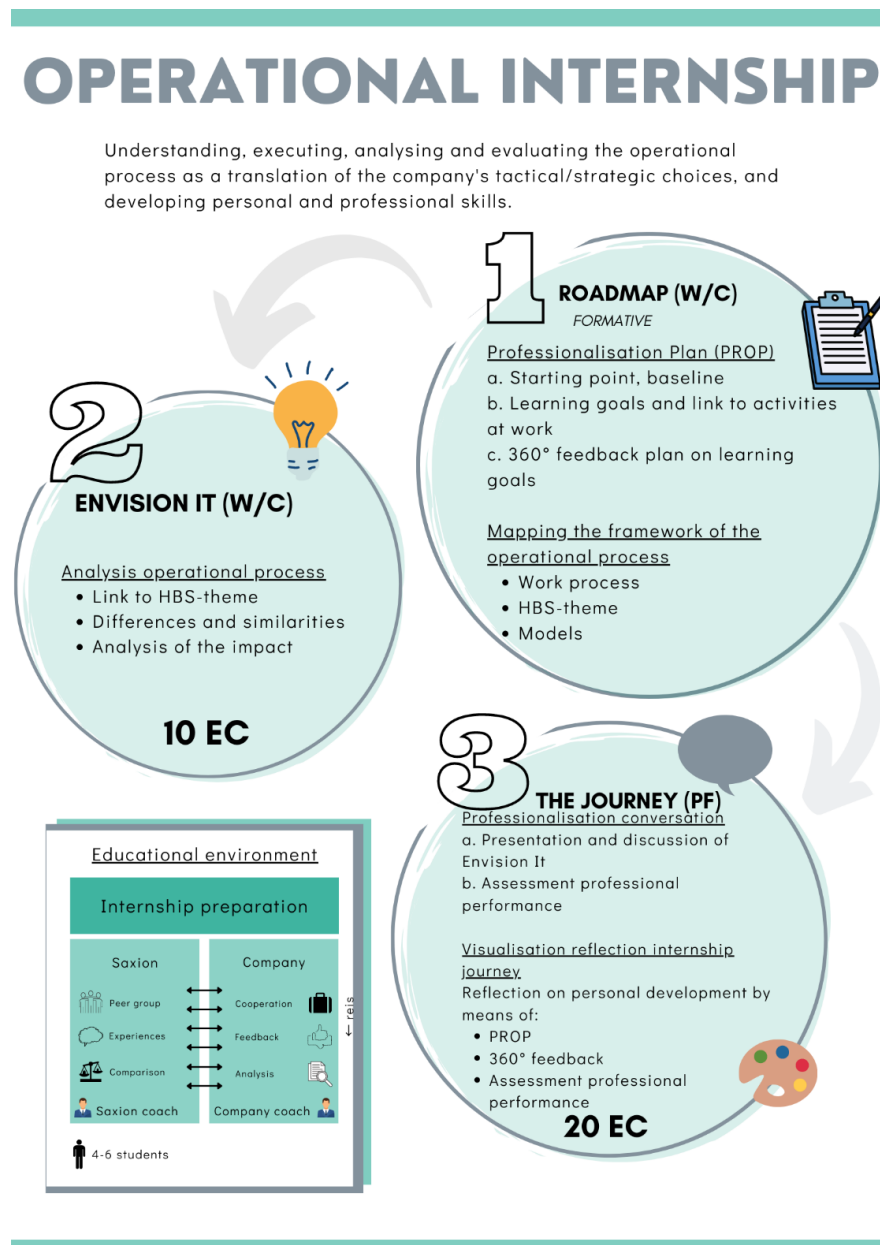 OPERATIONAL INTERNSHIP
Understanding, executing, analysing and evaluating the operational
process as a translation of the company's tactical/strategic choices, and
developing personal and professional skills.
1
ROADMAP (W/C)
FORMATIVE
Professionalisation Plan (PROP)
a. Starting point, baseline
b. Learning goals and link to activities
at work
c. 360° feedback plan on learning
goals
Mapping the framework of the
operational process
• Work process
• HBS-theme
• Models
2
ENVISION IT (W/C)
Analysis operational process
• Link to HBS-theme
• Differences and similarities
• Analysis of the impact
10 EC
3
THE JOURNEY (PF)
Professionalisation conversation
a. Presentation and discussion of
Envision It
b. Assessment professional
performance
Visualisation reflection internship
journey
Reflection on personal development by
means of:
• PROP
• 360° feedback
• Assessment professional
performance
20 EC
Educational environment
Internship preparation
Saxion
Peer group
Experiences
Comparison
Saxion coach
Company
Cooperation
Feedback
Analysis
Company coach
← reis
4-6 students